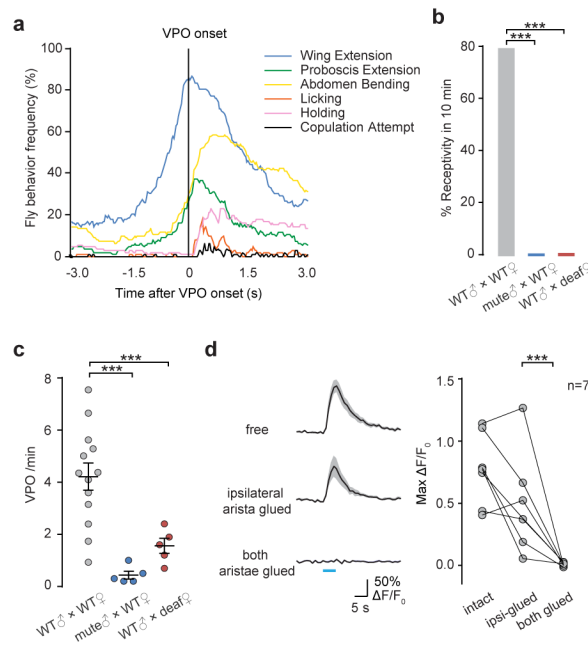 a
VPO onset
Fly behavior frequency (%)
100
80
60
40
20
0
-3.0
-1.5
0
1.5
3.0
Time after VPO onset (s)
Wing Extension
Proboscis Extension
Abdomen Bending
Licking
Holding
Copulation Attempt
b
***
***
% Receptivity in 10 min
80
60
40
20
0
WT♂ × WT♀
mute♂ × WT♀
WT♂ × deaf♀
c
***
***
VPO /min
8
6
4
2
0
WT♂ × WT♀
mute♂ × WT♀
WT♂ × deaf♀
d
free
ipsilateral
arista glued
both
aristae glued
50%
ΔF/F₀
5 s
***
n=7
Max ΔF/F₀
1.5
1.0
0.5
0.0
intact
ipsi-glued
both glued